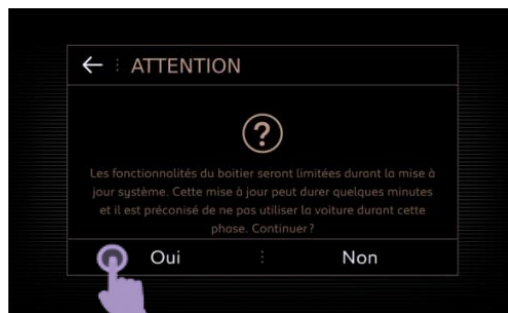 ATTENTION
?
Les fonctionnalités du boitier seront limitées durant la mise à
jour système. Cette mise à jour peut durer quelques minutes
et il est préconisé de ne pas utiliser la voiture durant cette
phase. Continuer?
Oui Non